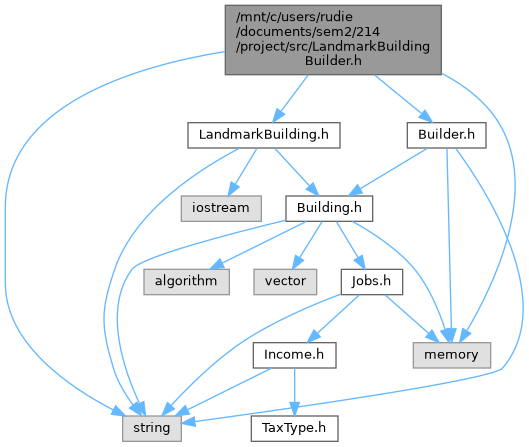 /mnt/c/users/rudie
/documents/sem2/214
/project/src/LandmarkBuilding
Builder.h
LandmarkBuilding.h
Builder.h
iostream
Building.h
algorithm
vector
Jobs.h
Income.h
memory
string
TaxType.h